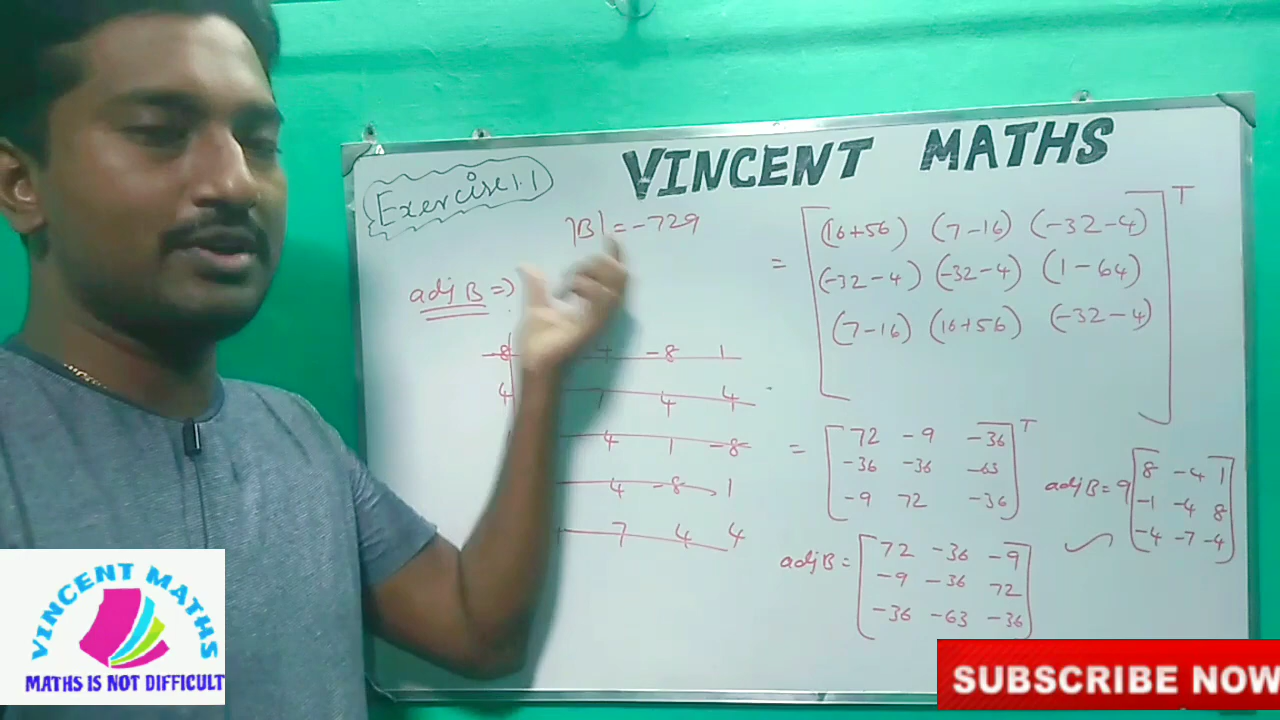 VINCENT MATHS
Exercise 1.1
|B| = -729
adj B =>
-8 -8 1
4 4 4
4 1 -8
4 -8 1
7 4 4
= [(16+56) (7-16) (-32-4)]T
(-32-4) (-32-4) (1-64)
(7-16) (16+56) (-32-4)
= [72 -9 -36]T
-36 -36 -63
-9 72 -36
adj B = [72 -36 -9]
-9 -36 72
-36 -63 -36
adj B = 9 [8 -4 1]
-1 -4 8
-4 -7 -4
VINCENT MATHS
MATHS IS NOT DIFFICULT
SUBSCRIBE NOW